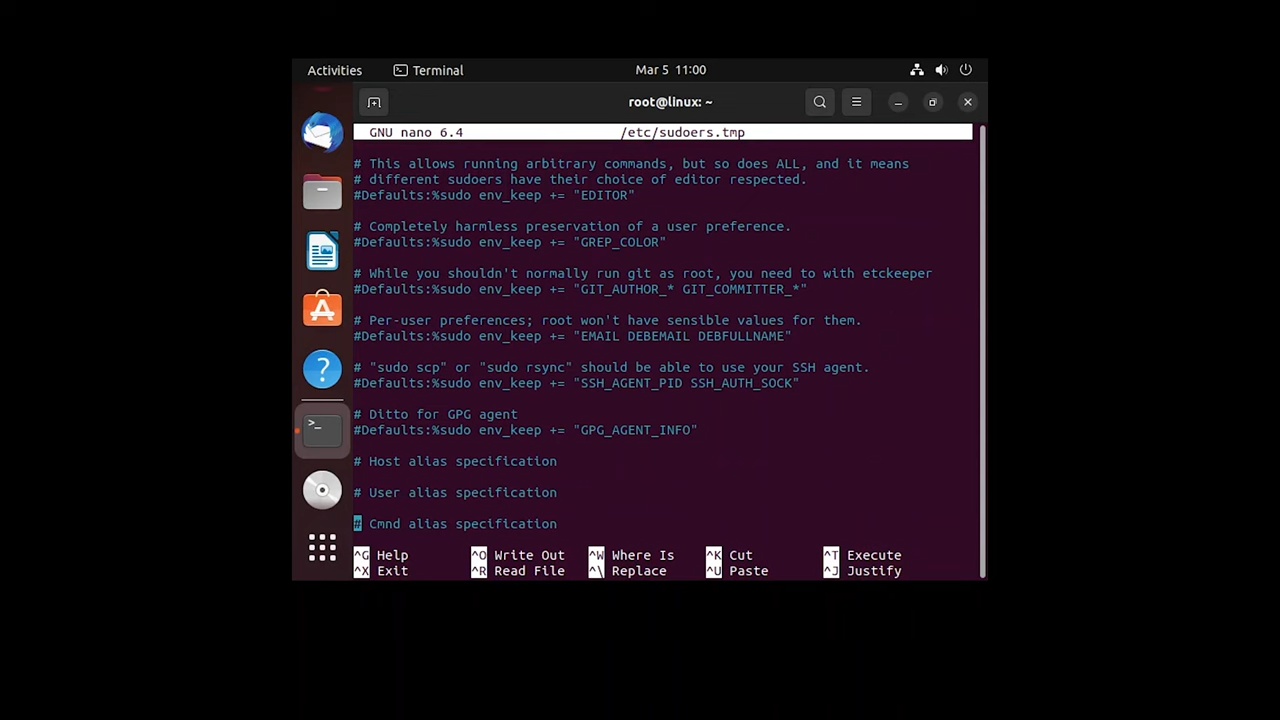 Activities Terminal Mar 5 11:00
root@linux: ~
GNU nano 6.4 /etc/sudoers.tmp
# This allows running arbitrary commands, but so does ALL, and it means
# different sudoers have their choice of editor respected.
#Defaults:%sudo env_keep += "EDITOR"
# Completely harmless preservation of a user preference.
#Defaults:%sudo env_keep += "GREP_COLOR"
# While you shouldn't normally run git as root, you need to with etckeeper
#Defaults:%sudo env_keep += "GIT_AUTHOR_* GIT_COMMITTER_*"
# Per-user preferences; root won't have sensible values for them.
#Defaults:%sudo env_keep += "EMAIL DEBEMAIL DEBFULLNAME"
# "sudo scp" or "sudo rsync" should be able to use your SSH agent.
#Defaults:%sudo env_keep += "SSH_AGENT_PID SSH_AUTH_SOCK"
# Ditto for GPG agent
#Defaults:%sudo env_keep += "GPG_AGENT_INFO"
# Host alias specification
# User alias specification
# Cmnd alias specification
^G Help ^O Write Out ^W Where Is ^K Cut ^T Execute
^X Exit ^R Read File ^\ Replace ^U Paste ^J Justify